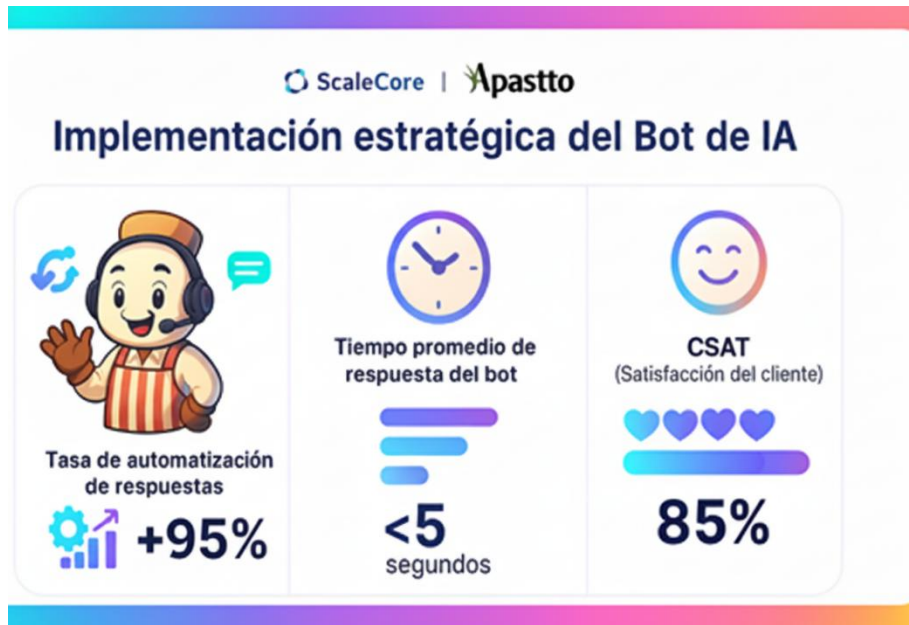 ScaleCore | Apastto
Implementación estratégica del Bot de IA
Tasa de automatización
de respuestas
+95%
Tiempo promedio de
respuesta del bot
<5
segundos
CSAT
(Satisfacción del cliente)
85%